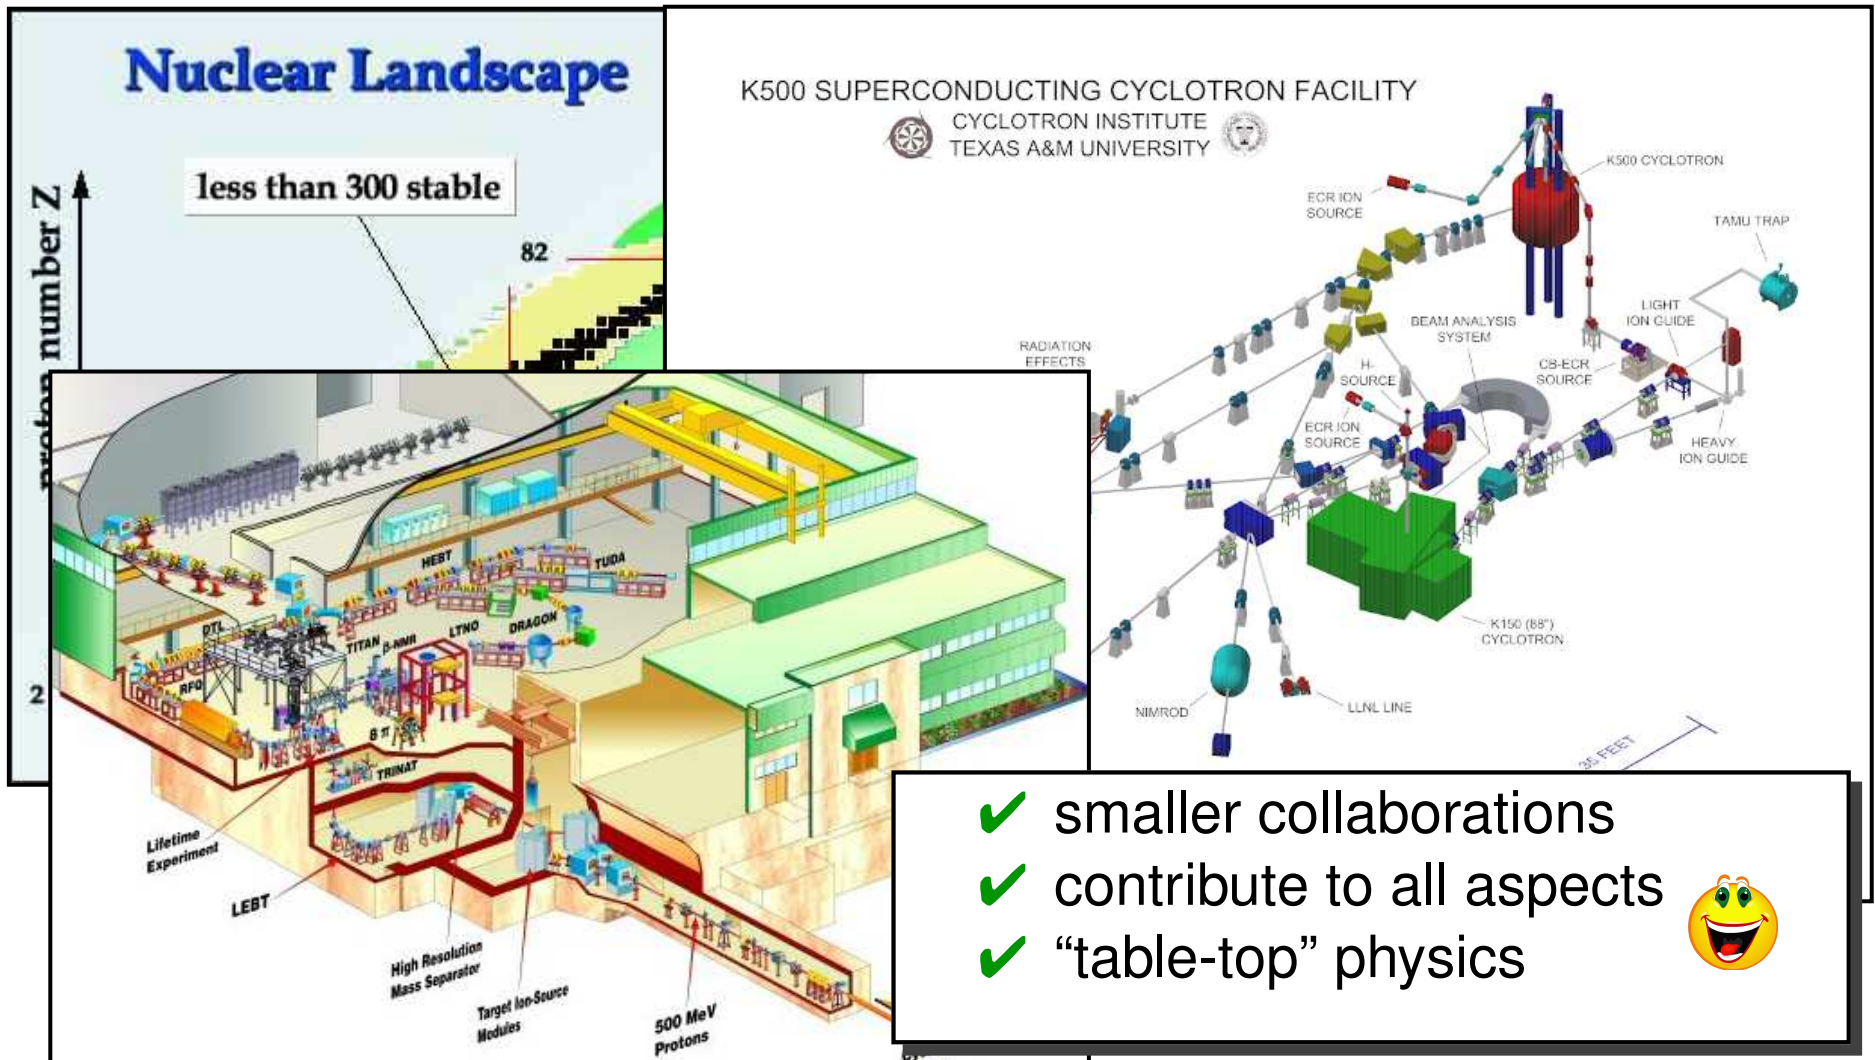 Nuclear Landscape
less than 300 stable
82
proton number Z
2
K500 SUPERCONDUCTING CYCLOTRON FACILITY
CYCLOTRON INSTITUTE
TEXAS A&M UNIVERSITY
K500 CYCLOTRON
ECR ION
SOURCE
TAMU TRAP
LIGHT
ION GUIDE
BEAM ANALYSIS
SYSTEM
RADIATION
EFFECTS
H-
SOURCE
CB-ECR
SOURCE
ECR ION
SOURCE
HEAVY
ION GUIDE
K150 (88")
CYCLOTRON
NIMROD
LLNL LINE
35 FEET
HEBT
TUDA
DTL
TITAN
β-NMR
LTNO
DRAGON
RFQ
8 π
TRINAT
Lifetime
Experiment
LEBT
High Resolution
Mass Separator
Target Ion-Source
Modules
500 MeV
Protons
✔ smaller collaborations
✔ contribute to all aspects
✔ “table-top” physics